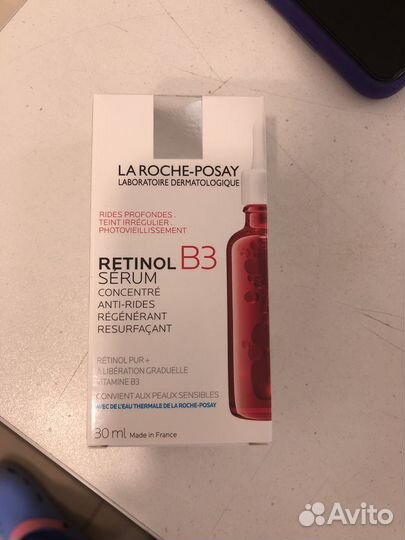 LA ROCHE-POSAY
LABORATOIRE DERMATOLOGIQUE
RIDES PROFONDES.
TEINT IRRÉGULIER.
PHOTOVIEILLISSEMENT
RETINOL B3
SÉRUM
CONCENTRÉ
ANTI-RIDES
RÉGÉNÉRANT
RESURFAÇANT
RÉTINOL PUR +
À LIBÉRATION GRADUELLE
VITAMINE B3
CONVIENT AUX PEAUX SENSIBLES
AVEC DE L'EAU THERMALE DE LA ROCHE-POSAY
30 ml Made in France
Avito